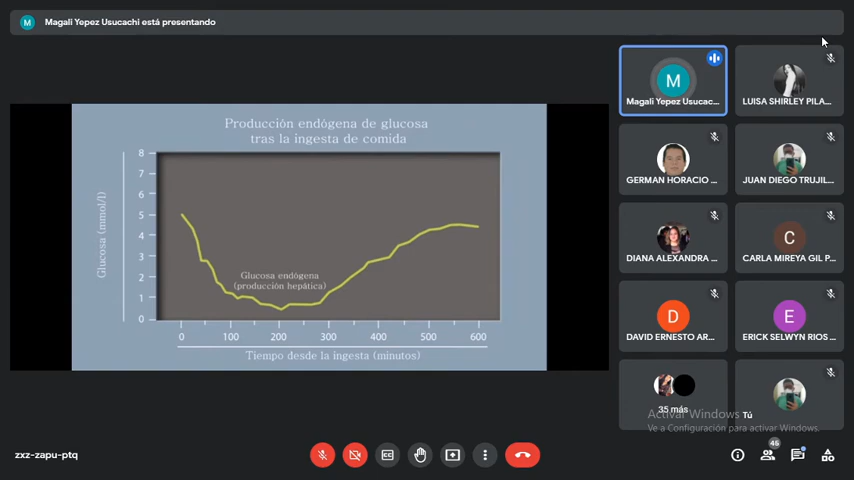 M
Magali Yepez Usucachi está presentando
Producción endógena de glucosa
tras la ingesta de comida
8
7
6
5
4
3
2
1
0
Glucosa (mmol/l)
Glucosa endógena
(producción hepática)
0
100
200
300
400
500
600
Tiempo desde la ingesta (minutos)
M
Magali Yepez Usucac...
LUISA SHIRLEY PILA...
GERMAN HORACIO ...
JUAN DIEGO TRUJIL...
DIANA ALEXANDRA ...
C
CARLA MIREYA GIL P...
D
DAVID ERNESTO AR...
E
ERICK SELWYN RIOS ...
35 más
Tú
Activar Windows
Ve a Configuración para activar Windows.
zxz-zapu-ptq
CC
45